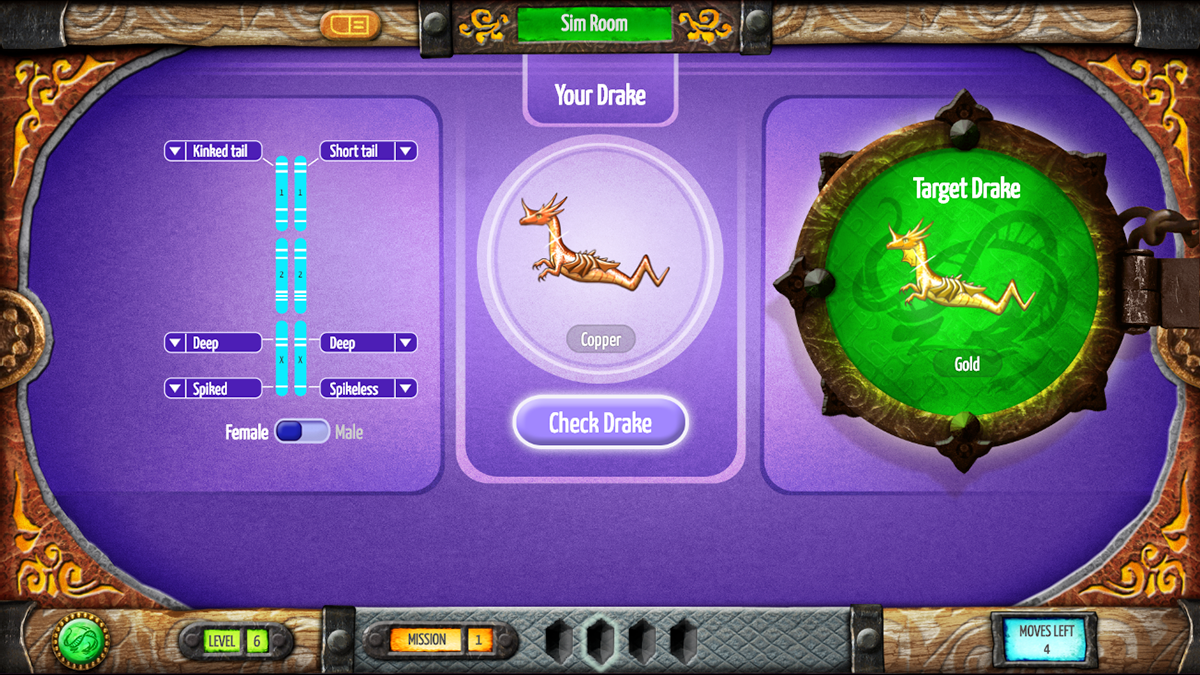 Sim Room
Your Drake
Kinked tail
Short tail
1 1
2 2
Deep
Deep
X X
Spiked
Spikeless
Female
Male
Copper
Check Drake
Target Drake
Gold
LEVEL 6
MISSION 1
MOVES LEFT
4